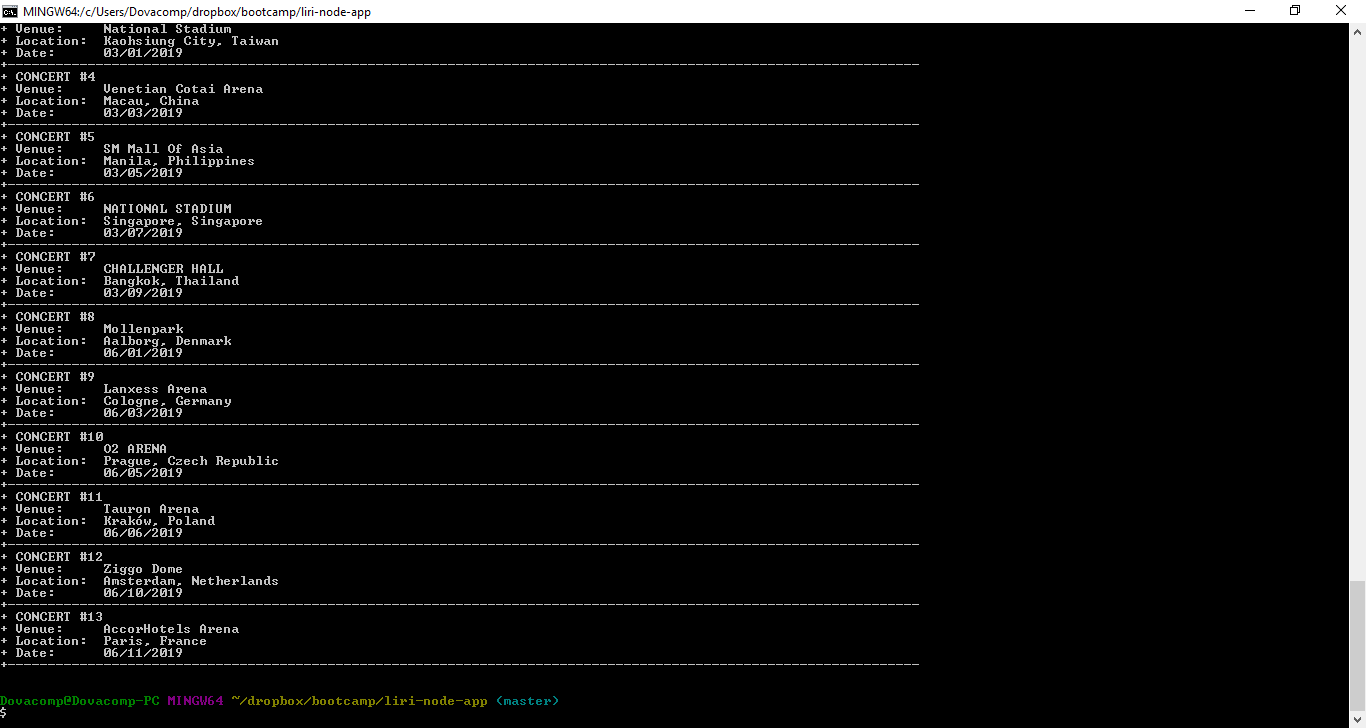 MINGW64:/c/Users/Dovacomp/dropbox/bootcamp/liri-node-app
+ Venue:     National Stadium
+ Location:  Kaohsiung City, Taiwan
+ Date:      03/01/2019
+ CONCERT #4
+ Venue:     Venetian Cotai Arena
+ Location:  Macau, China
+ Date:      03/03/2019
+ CONCERT #5
+ Venue:     SM Mall Of Asia
+ Location:  Manila, Philippines
+ Date:      03/05/2019
+ CONCERT #6
+ Venue:     NATIONAL STADIUM
+ Location:  Singapore, Singapore
+ Date:      03/07/2019
+ CONCERT #7
+ Venue:     CHALLENGER HALL
+ Location:  Bangkok, Thailand
+ Date:      03/09/2019
+ CONCERT #8
+ Venue:     Mollenpark
+ Location:  Aalborg, Denmark
+ Date:      06/01/2019
+ CONCERT #9
+ Venue:     Lanxess Arena
+ Location:  Cologne, Germany
+ Date:      06/03/2019
+ CONCERT #10
+ Venue:     O2 ARENA
+ Location:  Prague, Czech Republic
+ Date:      06/05/2019
+ CONCERT #11
+ Venue:     Tauron Arena
+ Location:  Kraków, Poland
+ Date:      06/06/2019
+ CONCERT #12
+ Venue:     Ziggo Dome
+ Location:  Amsterdam, Netherlands
+ Date:      06/10/2019
+ CONCERT #13
+ Venue:     AccorHotels Arena
+ Location:  Paris, France
+ Date:      06/11/2019
Dovacomp@Dovacomp-PC MINGW64 ~/dropbox/bootcamp/liri-node-app (master)
$